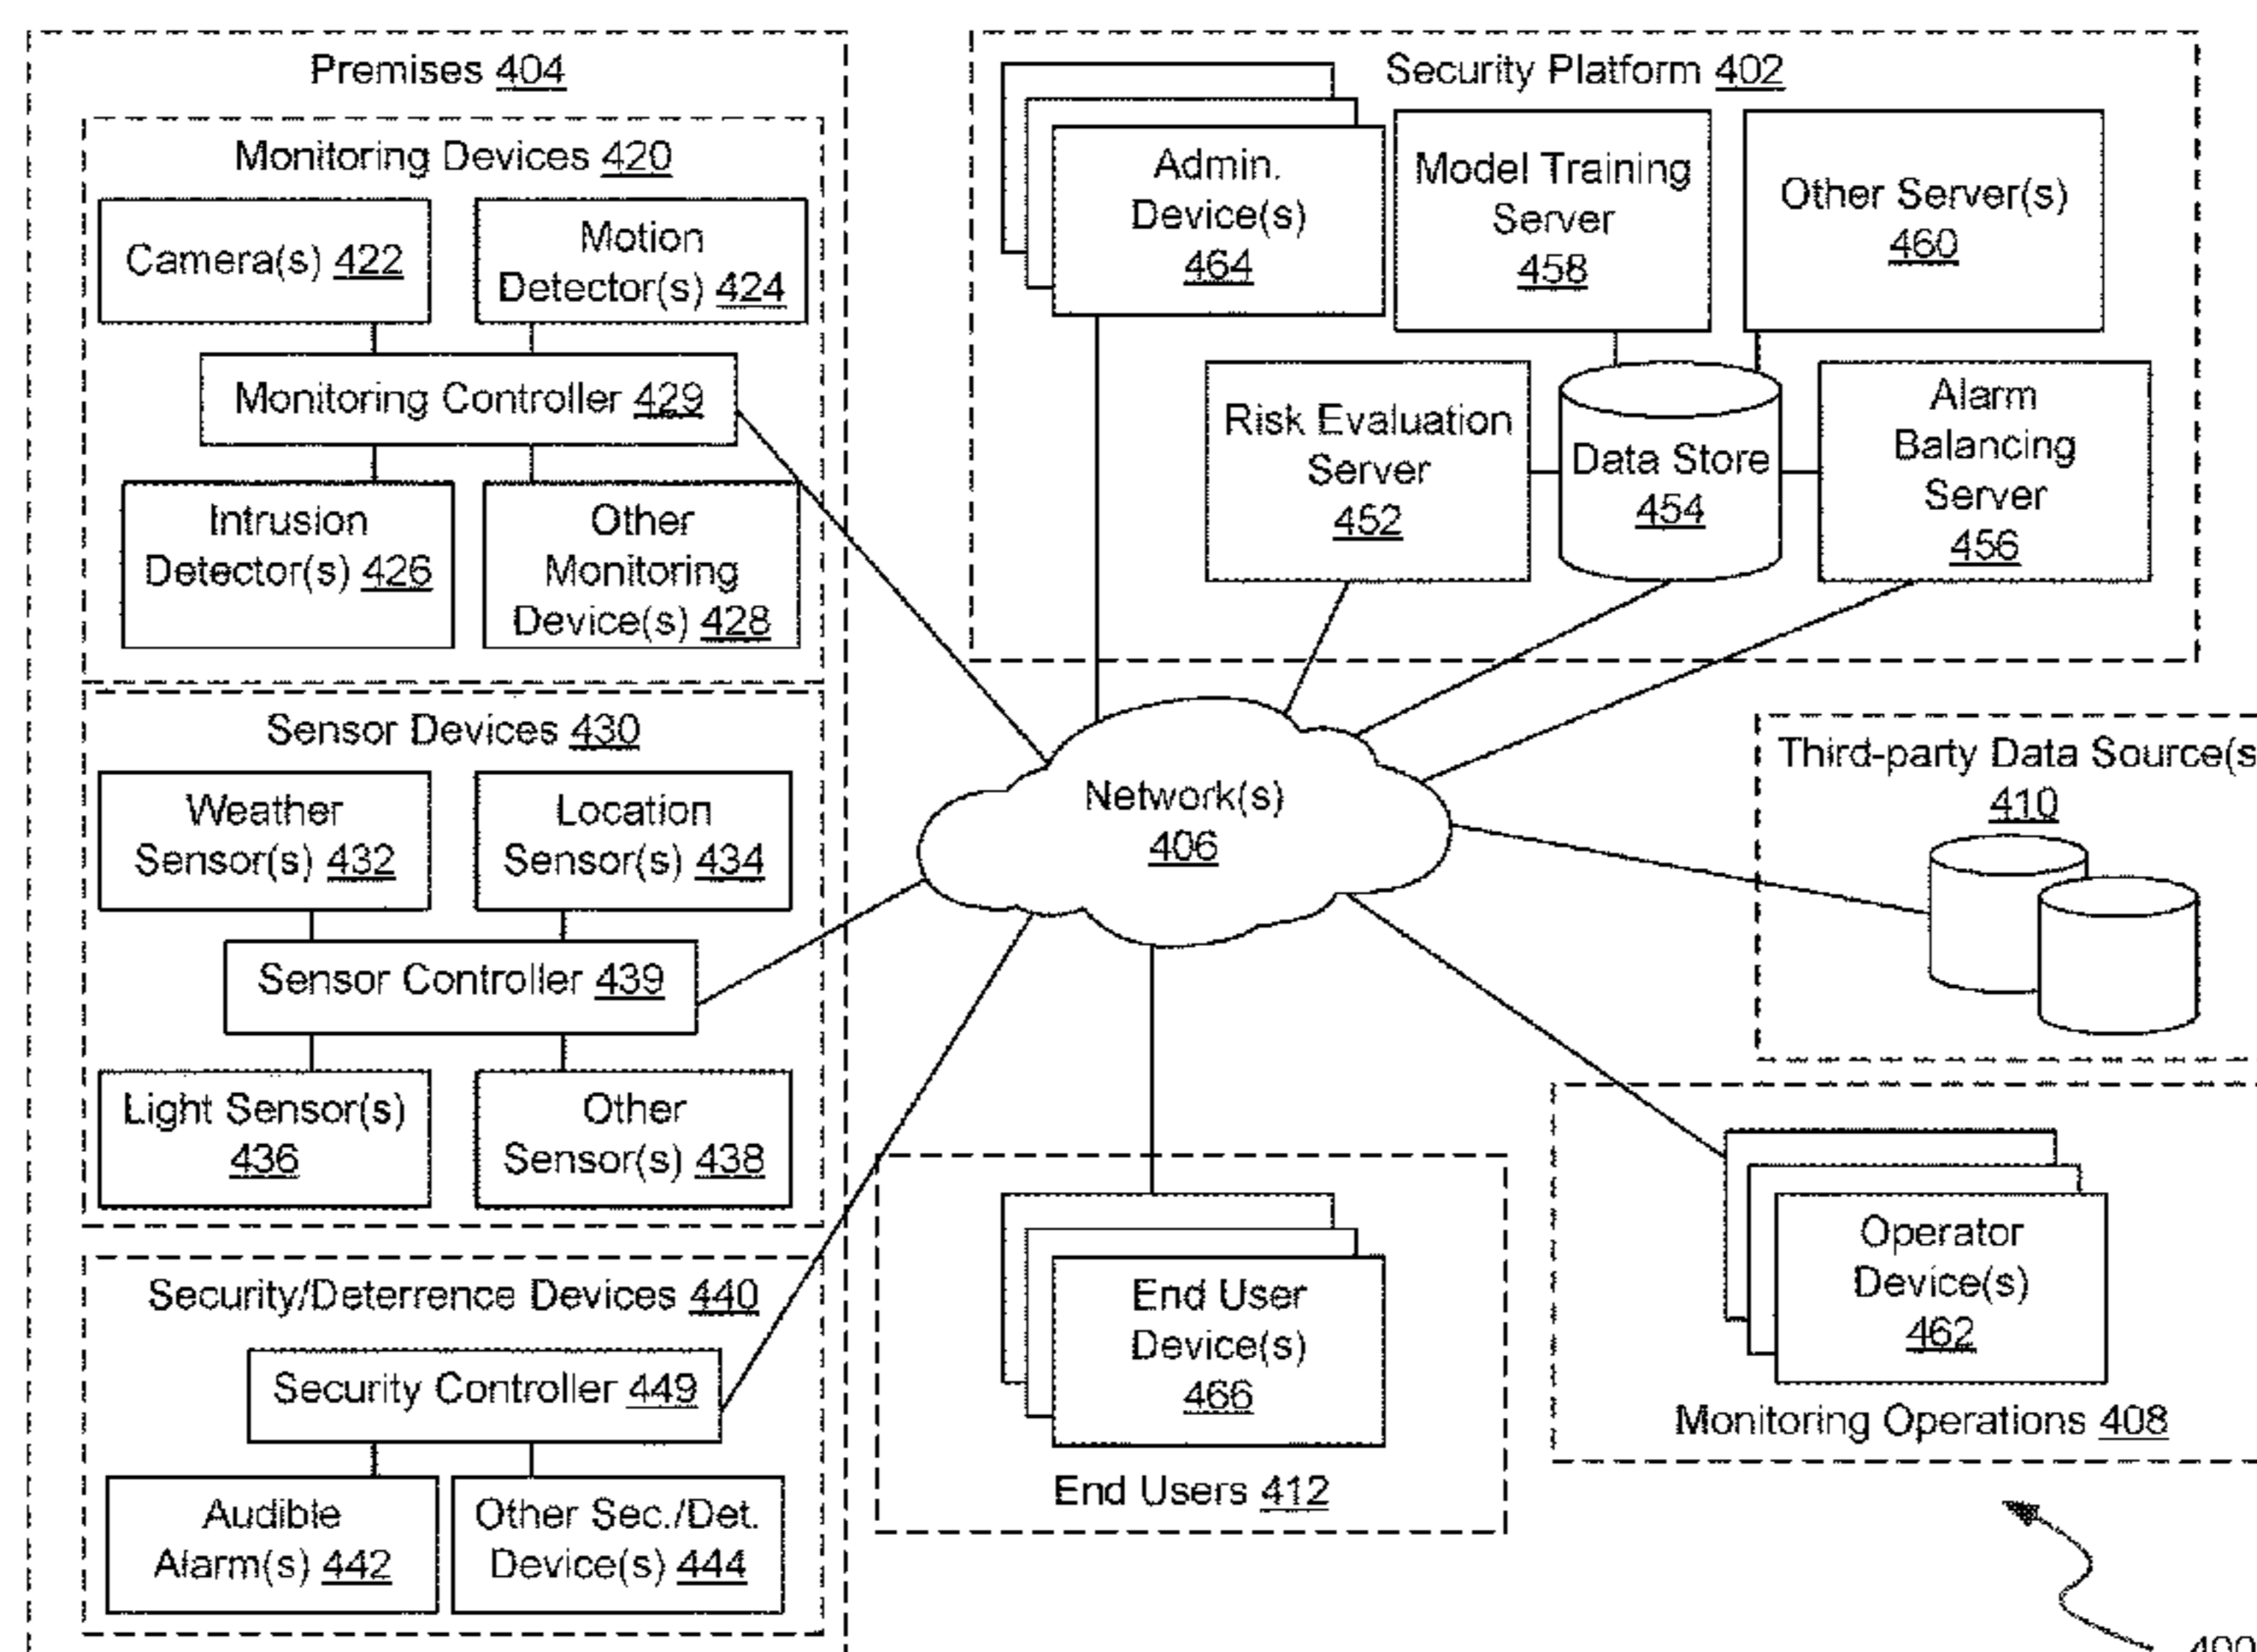 Premises 404
Monitoring Devices 420
Camera(s) 422
Motion
Detector(s) 424
Monitoring Controller 429
Intrusion
Detector(s) 426
Other
Monitoring
Device(s) 428
Sensor Devices 430
Weather
Sensor(s) 432
Location
Sensor(s) 434
Sensor Controller 439
Light Sensor(s)
436
Other
Sensor(s) 438
Security/Deterrence Devices 440
Security Controller 449
Audible
Alarm(s) 442
Other Sec./Det.
Device(s) 444
Security Platform 402
Admin.
Device(s)
464
Model Training
Server
458
Other Server(s)
460
Risk Evaluation
Server
452
Data Store
454
Alarm
Balancing
Server
456
Network(s)
406
Third-party Data Source(s
410
End User
Device(s)
466
End Users 412
Operator
Device(s)
462
Monitoring Operations 408
400